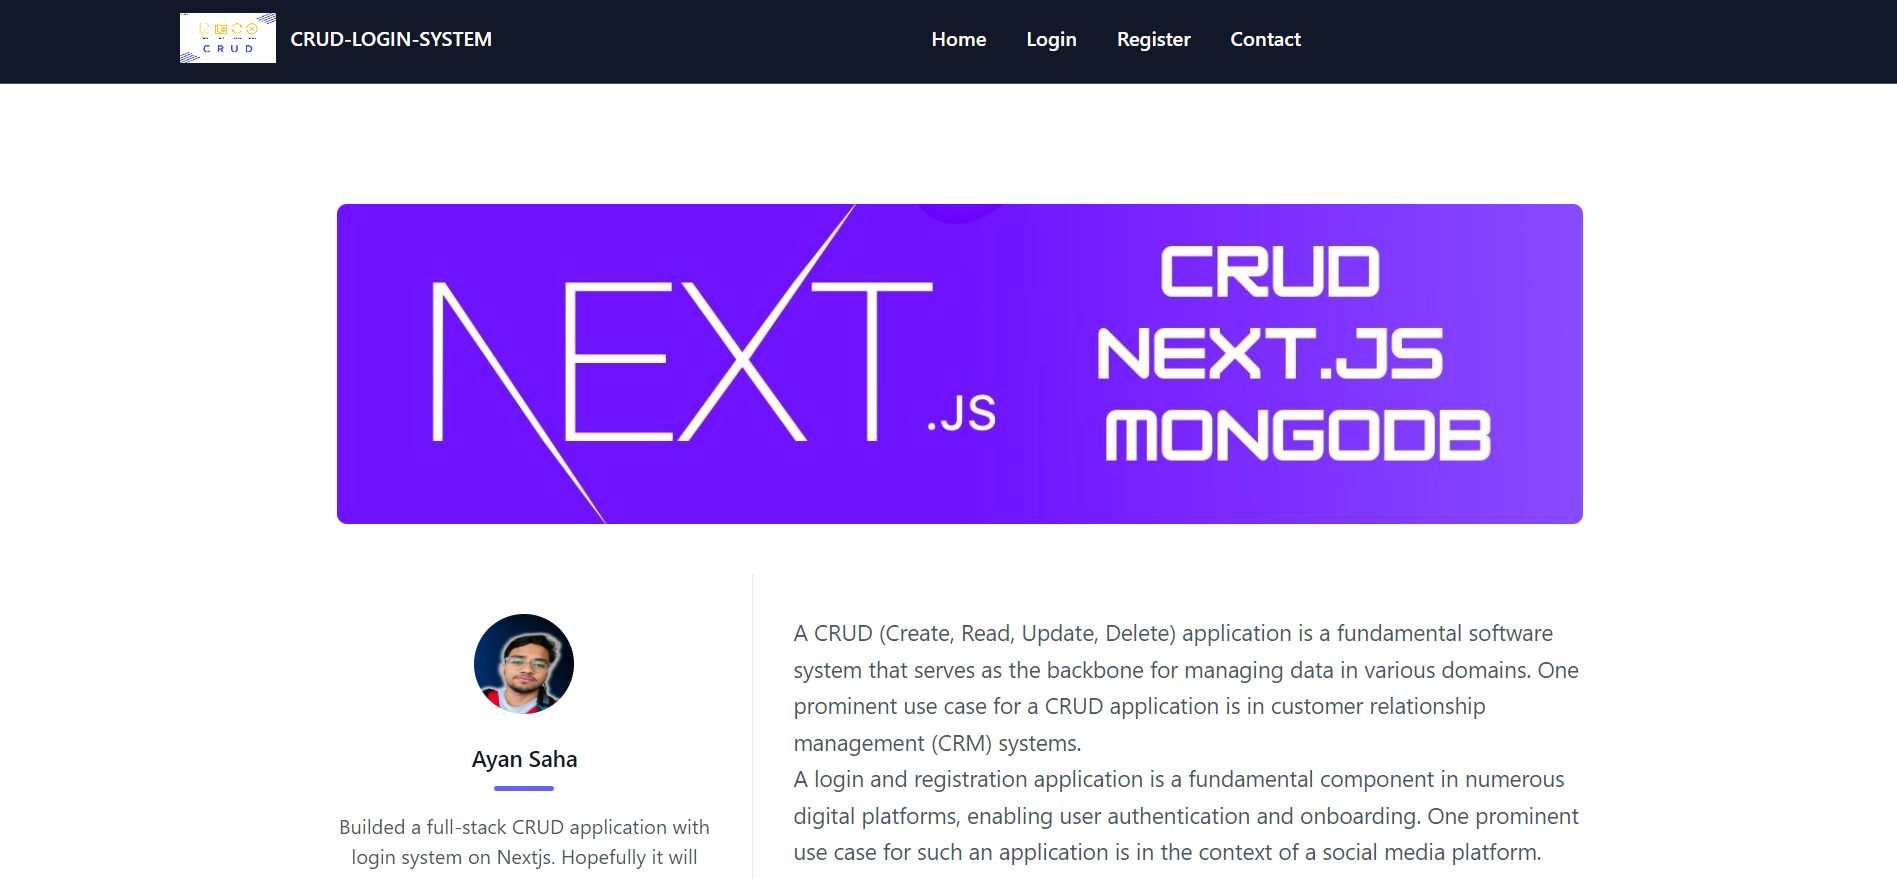 CRUD
CRUD-LOGIN-SYSTEM
Home Login Register Contact
NEXT
.JS
CRUD
NEXT.JS
MONGODB
Ayan Saha
Builded a full-stack CRUD application with
login system on Nextjs. Hopefully it will
A CRUD (Create, Read, Update, Delete) application is a fundamental software
system that serves as the backbone for managing data in various domains. One
prominent use case for a CRUD application is in customer relationship
management (CRM) systems.
A login and registration application is a fundamental component in numerous
digital platforms, enabling user authentication and onboarding. One prominent
use case for such an application is in the context of a social media platform.